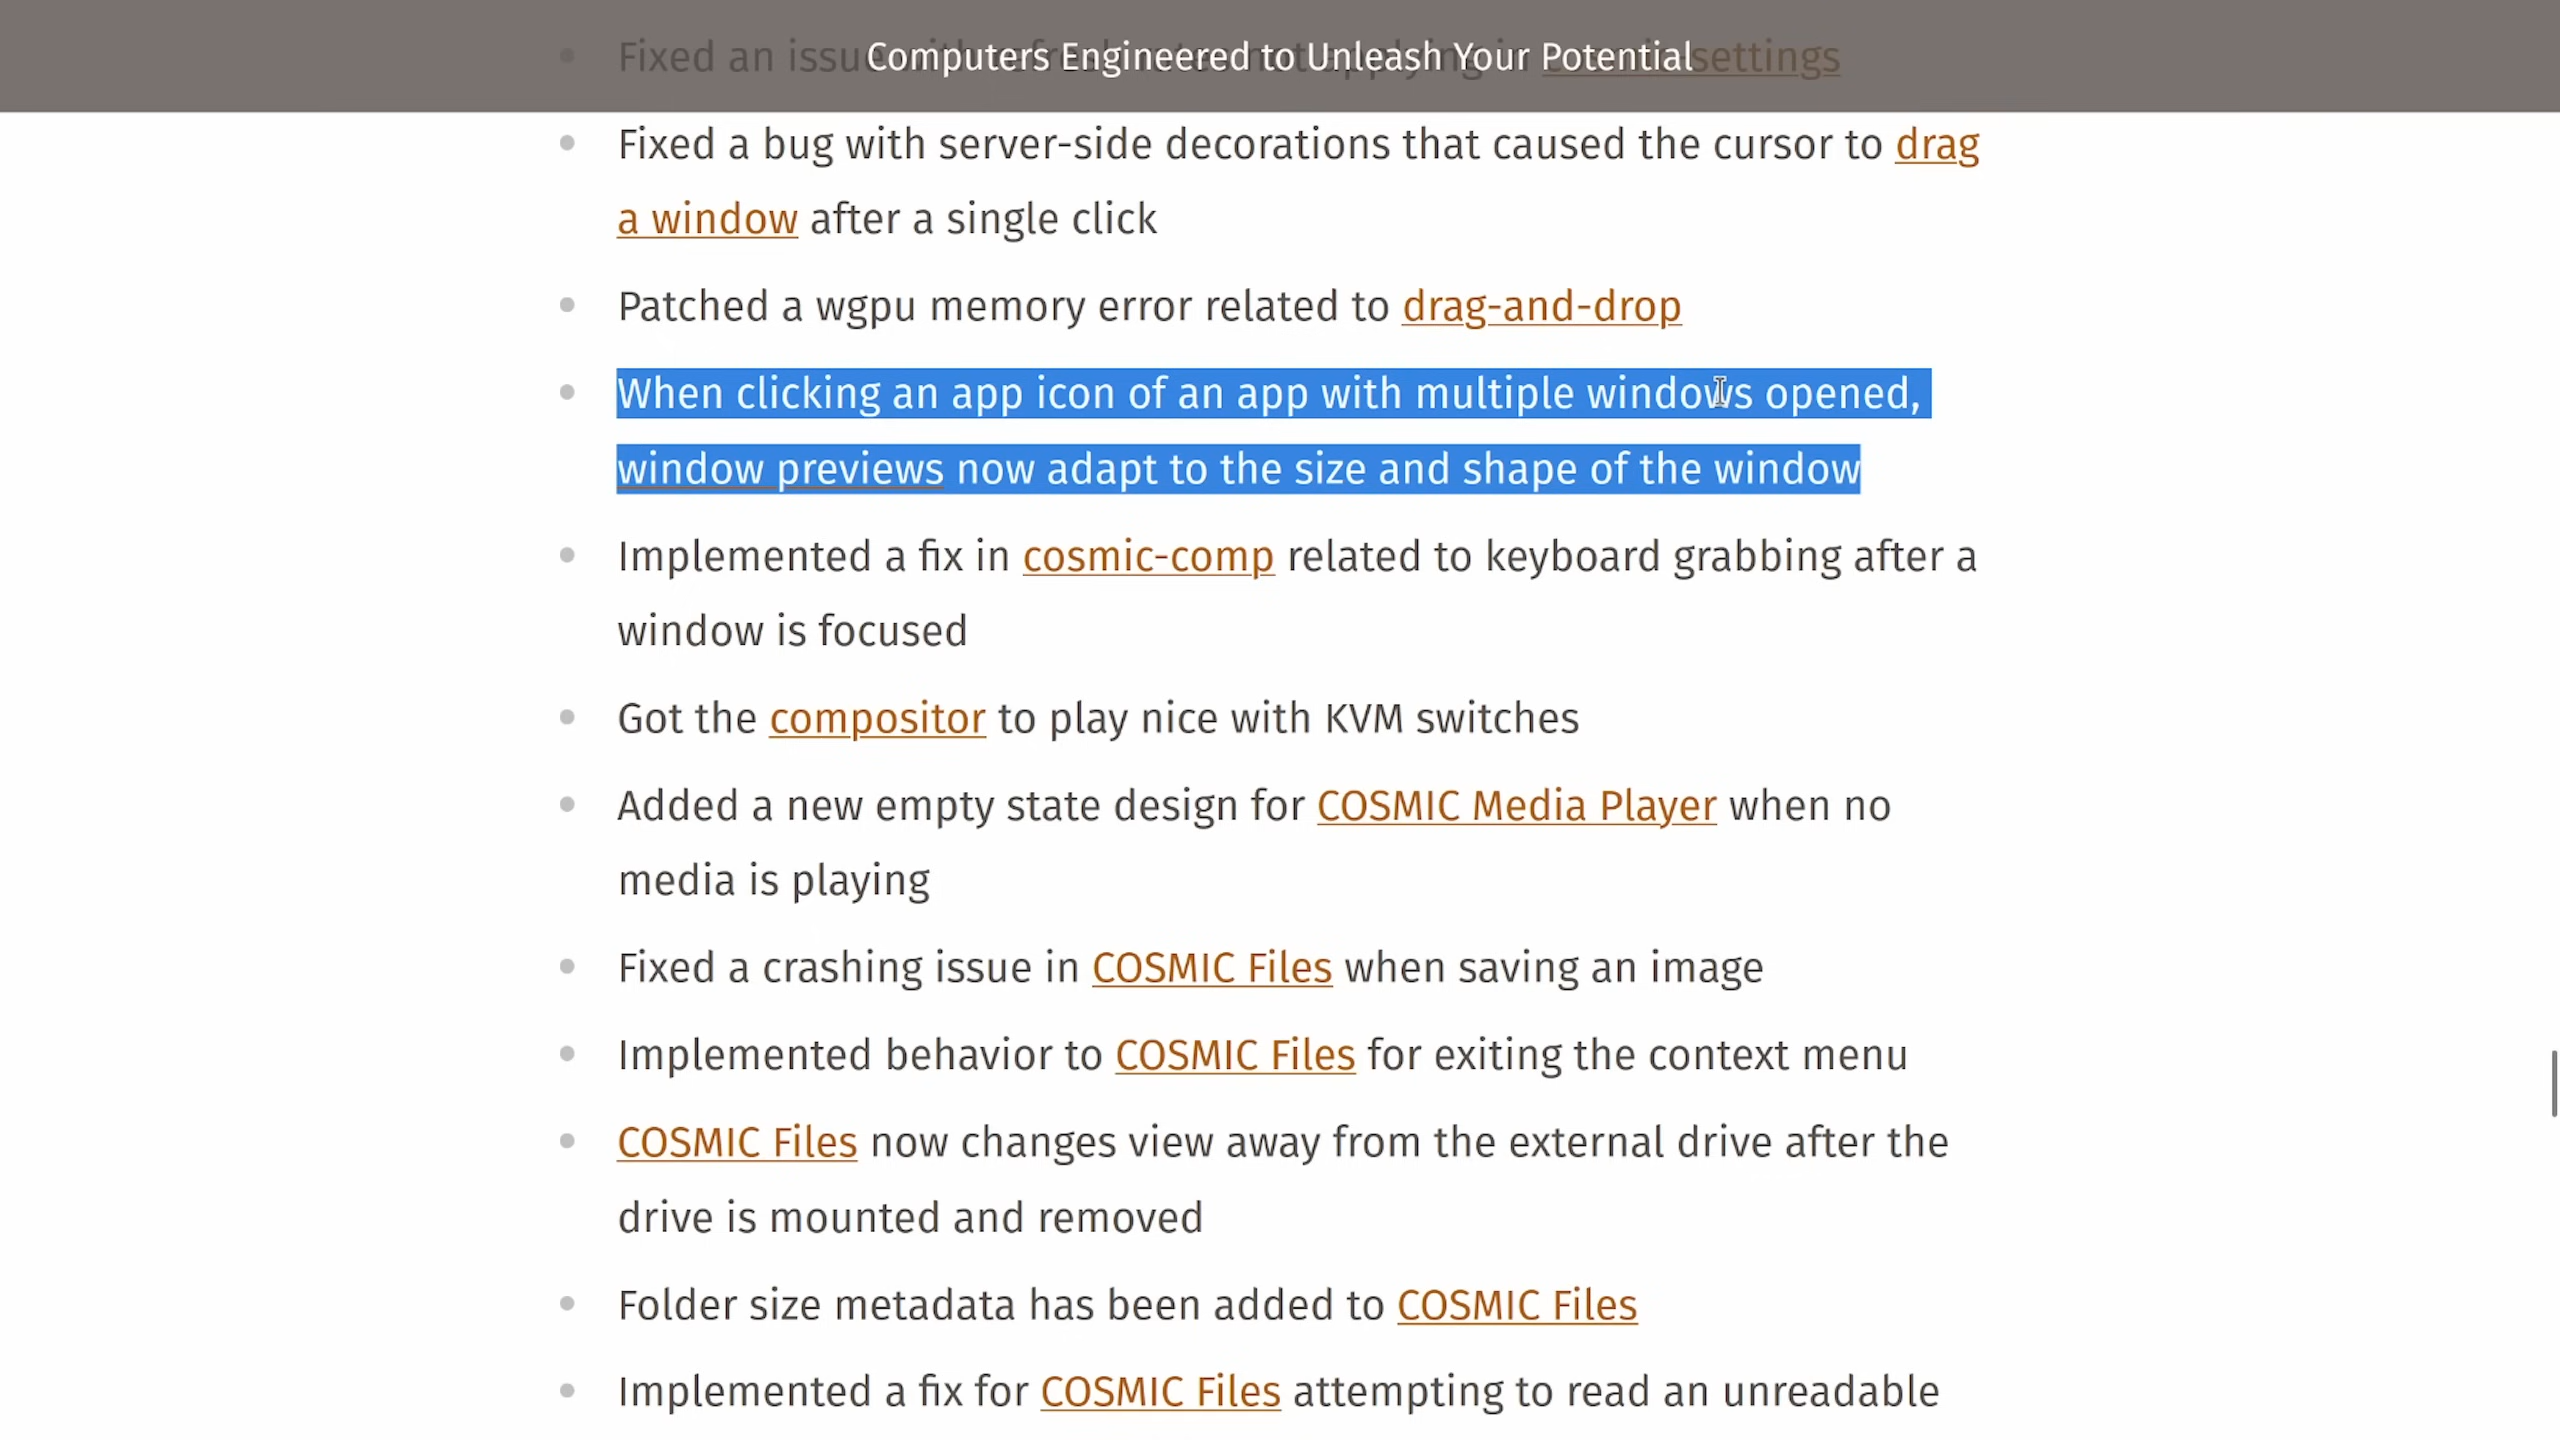 Computers Engineered to Unleash Your Potential
Fixed an issue settings
Fixed a bug with server-side decorations that caused the cursor to drag
a window after a single click
Patched a wgpu memory error related to drag-and-drop
When clicking an app icon of an app with multiple windows opened,
window previews now adapt to the size and shape of the window
Implemented a fix in cosmic-comp related to keyboard grabbing after a
window is focused
Got the compositor to play nice with KVM switches
Added a new empty state design for COSMIC Media Player when no
media is playing
Fixed a crashing issue in COSMIC Files when saving an image
Implemented behavior to COSMIC Files for exiting the context menu
COSMIC Files now changes view away from the external drive after the
drive is mounted and removed
Folder size metadata has been added to COSMIC Files
Implemented a fix for COSMIC Files attempting to read an unreadable